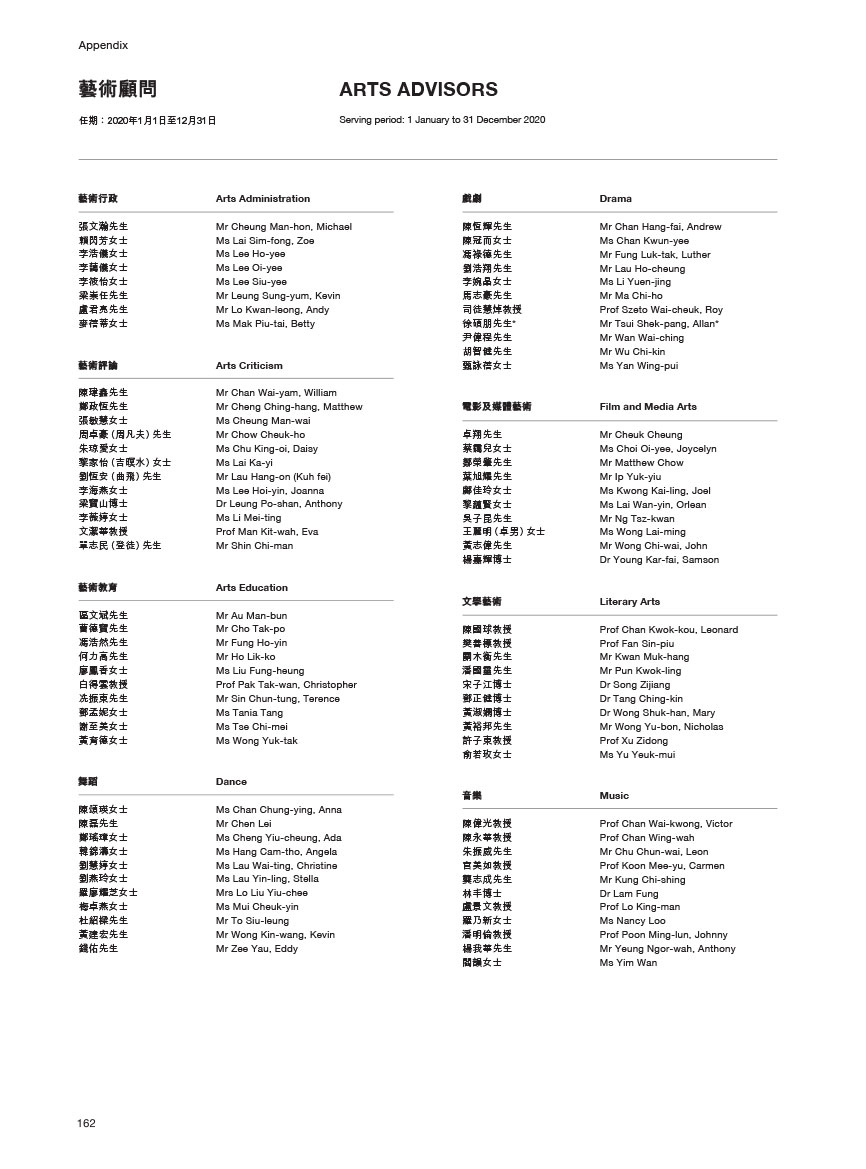 Appendix
藝術顧問 ARTS ADVISORS
任期：2020年1月1日至12月31日 Serving period: 1 January to 31 December 2020
藝術行政 Arts Administration
張文瀚先生 Mr Cheung Man-hon, Michael
賴閃芳女士 Ms Lai Sim-fong, Zoe
李浩儀女士 Ms Lee Ho-yee
李藹儀女士 Ms Lee Oi-yee
李筱怡女士 Ms Lee Siu-yee
梁崇任先生 Mr Leung Sung-yum, Kevin
盧君亮先生 Mr Lo Kwan-leong, Andy
麥蓓蒂女士 Ms Mak Piu-tai, Betty
藝術評論 Arts Criticism
陳瑋鑫先生 Mr Chan Wai-yam, William
鄭政恆先生 Mr Cheng Ching-hang, Matthew
張敏慧女士 Ms Cheung Man-wai
周卓豪 (周凡夫) 先生 Mr Chow Cheuk-ho
朱琼愛女士 Ms Chu King-oi, Daisy
黎家怡 (吉暝水) 女士 Ms Lai Ka-yi
劉恆安 (曲飛) 先生 Mr Lau Hang-on (Kuh fei)
李海燕女士 Ms Lee Hoi-yin, Joanna
梁寶山博士 Dr Leung Po-shan, Anthony
李薇婷女士 Ms Li Mei-ting
文潔華教授 Prof Man Kit-wah, Eva
單志民 (登徒) 先生 Mr Shin Chi-man
藝術教育 Arts Education
區文斌先生 Mr Au Man-bun
曹德寶先生 Mr Cho Tak-po
馮浩然先生 Mr Fung Ho-yin
何力高先生 Mr Ho Lik-ko
廖鳳香女士 Ms Liu Fung-heung
白得雲教授 Prof Pak Tak-wan, Christopher
冼振東先生 Mr Sin Chun-tung, Terence
鄧孟妮女士 Ms Tania Tang
謝至美女士 Ms Tse Chi-mei
黃育德女士 Ms Wong Yuk-tak
舞蹈 Dance
陳頌瑛女士 Ms Chan Chung-ying, Anna
陳磊先生 Mr Chen Lei
鄭瑤璋女士 Ms Cheng Yiu-cheung, Ada
韓錦濤女士 Ms Hang Cam-tho, Angela
劉慧婷女士 Ms Lau Wai-ting, Christine
劉燕玲女士 Ms Lau Yin-ling, Stella
羅廖耀芝女士 Mrs Lo Liu Yiu-chee
梅卓燕女士 Ms Mui Cheuk-yin
杜紹樑先生 Mr To Siu-leung
黃建宏先生 Mr Wong Kin-wang, Kevin
錢佑先生 Mr Zee Yau, Eddy
戲劇 Drama
陳恆輝先生 Mr Chan Hang-fai, Andrew
陳冠而女士 Ms Chan Kwun-yee
馮祿德先生 Mr Fung Luk-tak, Luther
劉浩翔先生 Mr Lau Ho-cheung
李婉晶女士 Ms Li Yuen-jing
馬志豪先生 Mr Ma Chi-ho
司徒慧焯教授 Prof Szeto Wai-cheuk, Roy
徐碩朋先生* Mr Tsui Shek-pang, Allan*
尹偉程先生 Mr Wan Wai-ching
胡智健先生 Mr Wu Chi-kin
甄詠蓓女士 Ms Yan Wing-pui
電影及媒體藝術 Film and Media Arts
卓翔先生 Mr Cheuk Cheung
蔡靄兒女士 Ms Choi Oi-yee, Joycelyn
鄒榮肇先生 Mr Matthew Chow
葉旭耀先生 Mr Ip Yuk-yiu
鄺佳玲女士 Ms Kwong Kai-ling, Joel
黎蘊賢女士 Ms Lai Wan-yin, Orlean
吳子昆先生 Mr Ng Tsz-kwan
王麗明 (卓男) 女士 Ms Wong Lai-ming
黃志偉先生 Mr Wong Chi-wai, John
楊嘉輝博士 Dr Young Kar-fai, Samson
文學藝術 Literary Arts
陳國球教授 Prof Chan Kwok-kou, Leonard
樊善標教授 Prof Fan Sin-piu
關木衡先生 Mr Kwan Muk-hang
潘國靈先生 Mr Pun Kwok-ling
宋子江博士 Dr Song Zijiang
鄧正健博士 Dr Tang Ching-kin
黃淑嫻博士 Dr Wong Shuk-han, Mary
黃裕邦先生 Mr Wong Yu-bon, Nicholas
許子東教授 Prof Xu Zidong
俞若玫女士 Ms Yu Yeuk-mui
音樂 Music
陳偉光教授 Prof Chan Wai-kwong, Victor
陳永華教授 Prof Chan Wing-wah
朱振威先生 Mr Chu Chun-wai, Leon
官美如教授 Prof Koon Mee-yu, Carmen
龔志成先生 Mr Kung Chi-shing
林丰博士 Dr Lam Fung
盧景文教授 Prof Lo King-man
羅乃新女士 Ms Nancy Loo
潘明倫教授 Prof Poon Ming-lun, Johnny
楊我華先生 Mr Yeung Ngor-wah, Anthony
閻韻女士 Ms Yim Wan
162